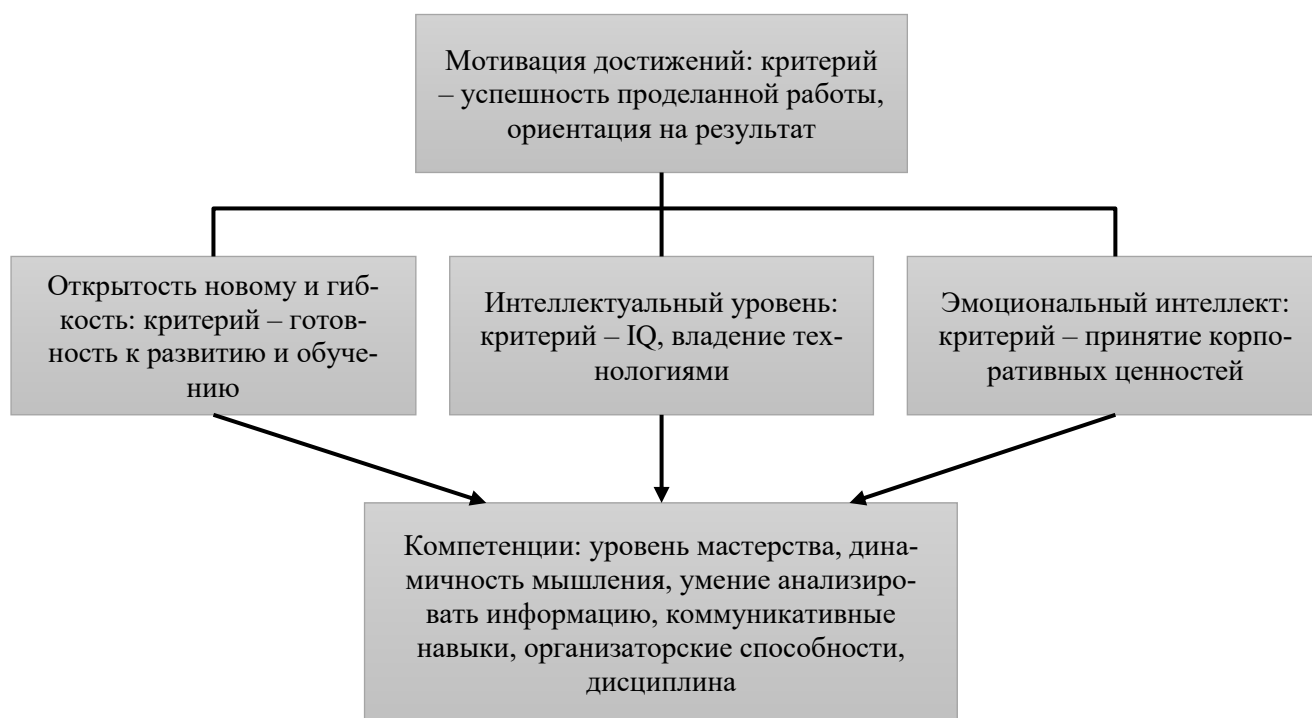 Мотивация достижений: критерий
– успешность проделанной работы,
ориентация на результат
Открытость новому и гиб-
кость: критерий – готов-
ность к развитию и обуче-
нию
Интеллектуальный уровень:
критерий – IQ, владение тех-
нологиями
Эмоциональный интеллект:
критерий – принятие корпо-
ративных ценностей
Компетенции: уровень мастерства, дина-
мичность мышления, умение анализиро-
вать информацию, коммуникативные
навыки, организаторские способности,
дисциплина